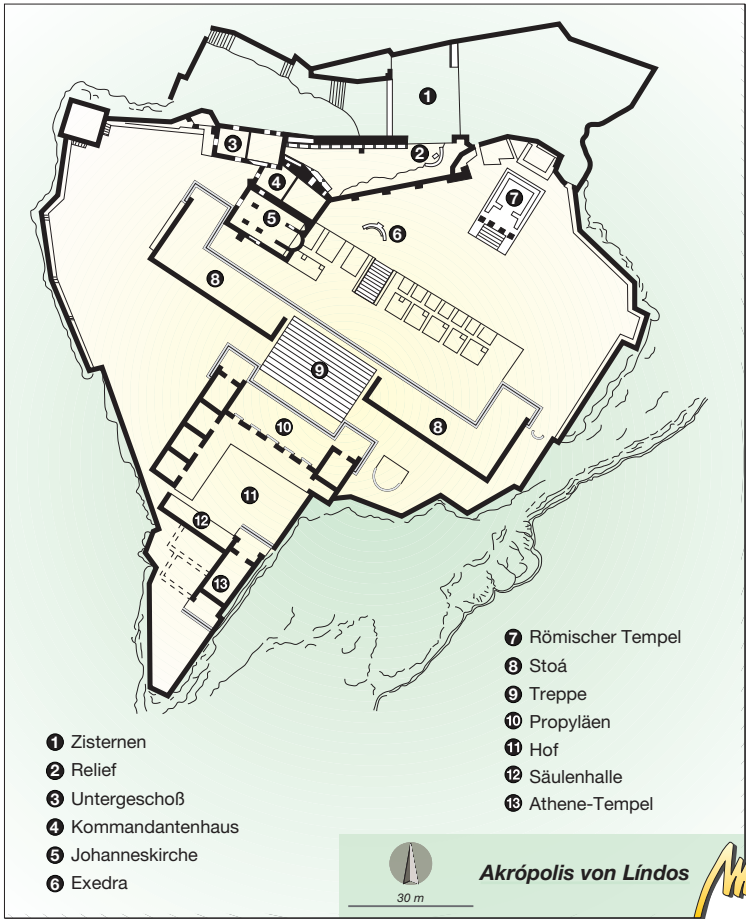 1
2
3
4
5
6
7
8
9
8
10
11
12
13
7 Römischer Tempel
8 Stoá
9 Treppe
10 Propyläen
11 Hof
12 Säulenhalle
13 Athene-Tempel
1 Zisternen
2 Relief
3 Untergeschoß
4 Kommandantenhaus
5 Johanneskirche
6 Exedra
30 m
Akrópolis von Líndos